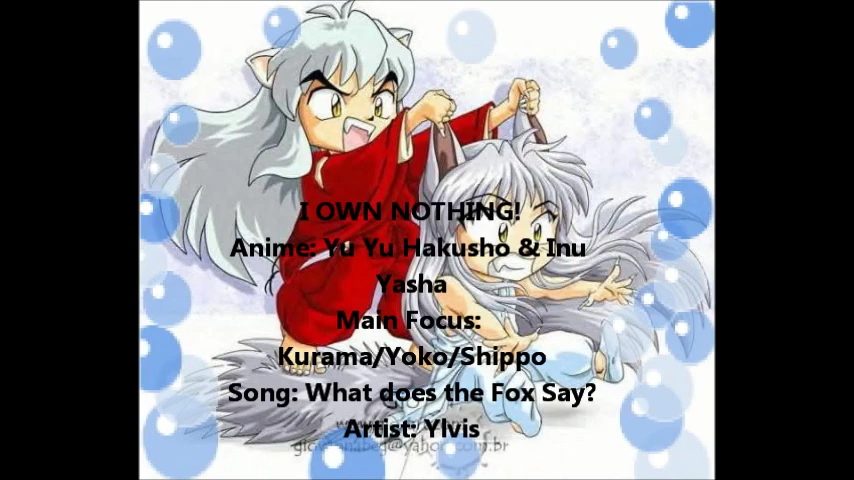 I OWN NOTHING!
Anime: Yu Yu Hakusho & Inu
Yasha
Main Focus:
Kurama/Yoko/Shippo
Song: What does the Fox Say?
Artist: Ylvis